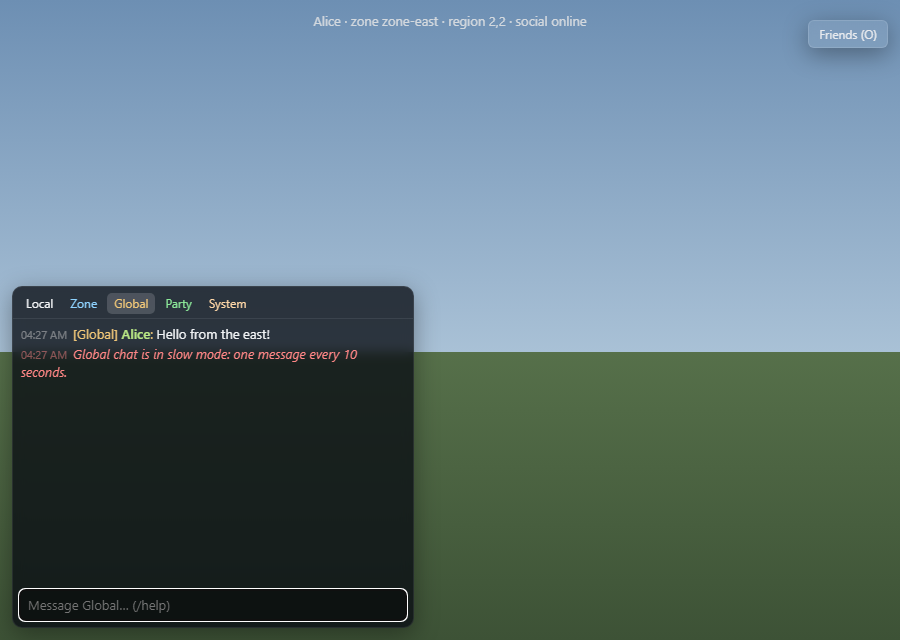 Alice · zone zone-east · region 2,2 · social online
Friends (O)
Local Zone Global Party System
04:27 AM [Global] Alice: Hello from the east!
04:27 AM Global chat is in slow mode: one message every 10
seconds.
Message Global... (/help)